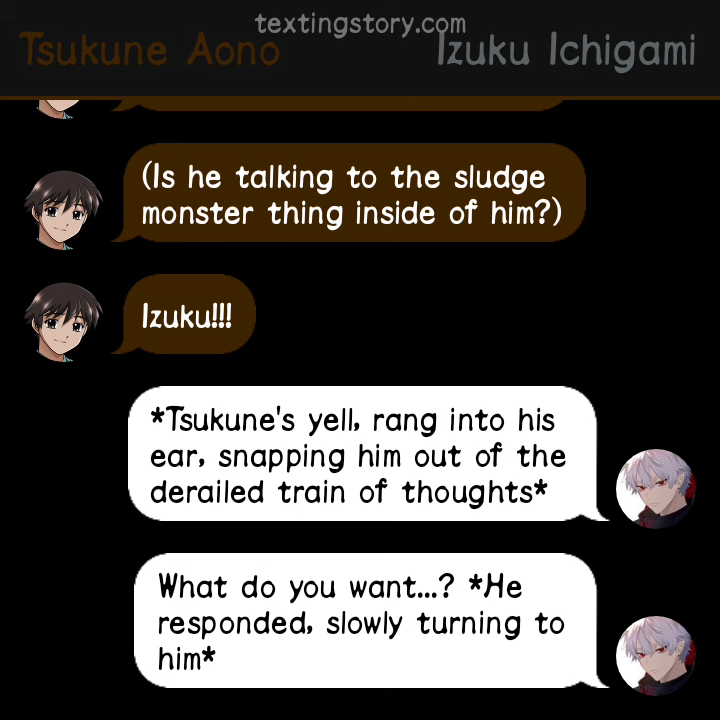 textingstory.com
Tsukune Aono
Izuku Ichigami
(Is he talking to the sludge
monster thing inside of him?)
Izuku!!!
*Tsukune's yell, rang into his
ear, snapping him out of the
derailed train of thoughts*
What do you want...? *He
responded, slowly turning to
him*